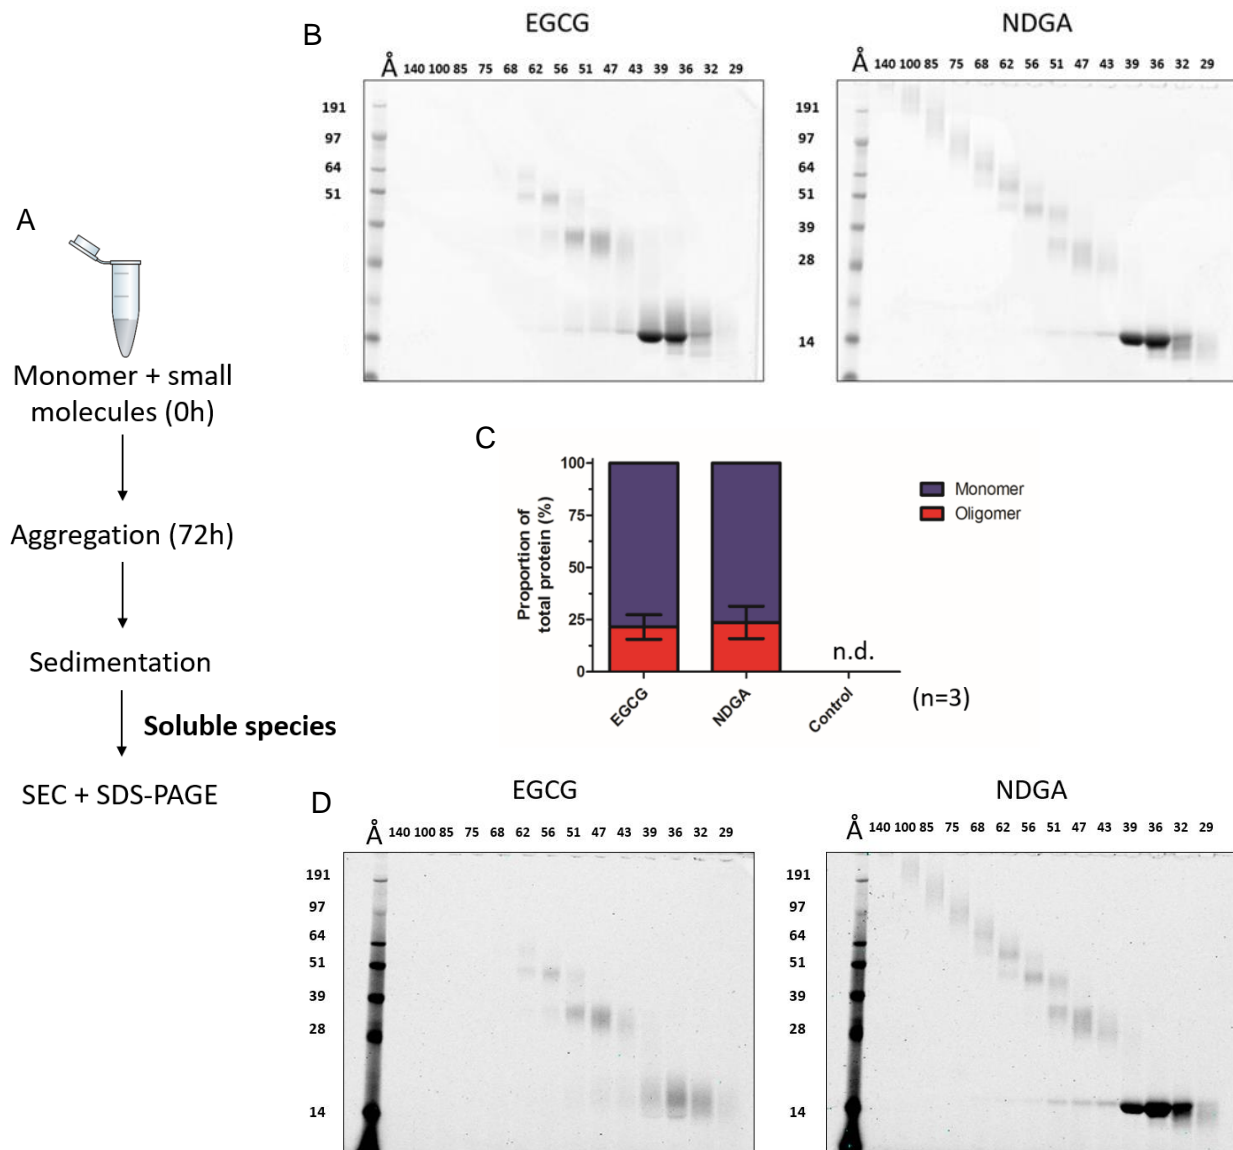 A
Monomer + small
molecules (0h)
Aggregation (72h)
Sedimentation
Soluble species
SEC + SDS-PAGE
B
EGCG
Å 140 100 85 75 68 62 56 51 47 43 39 36 32 29
191
97
64
51
NDGA
Å 140 100 85 75 68 62 56 51 47 43 39 36 32 29
191
97
64
51
39
28
14
C
Proportion of
total protein (%)
100
75
50
25
0
EGCG
NDGA
Control
n.d.
(n=3)
Monomer
Oligomer
D
EGCG
Å 140 100 85 75 68 62 56 51 47 43 39 36 32 29
191
97
64
51
39
28
14
NDGA
Å 140 100 85 75 68 62 56 51 47 43 39 36 32 29
191
97
64
51
39
28
14